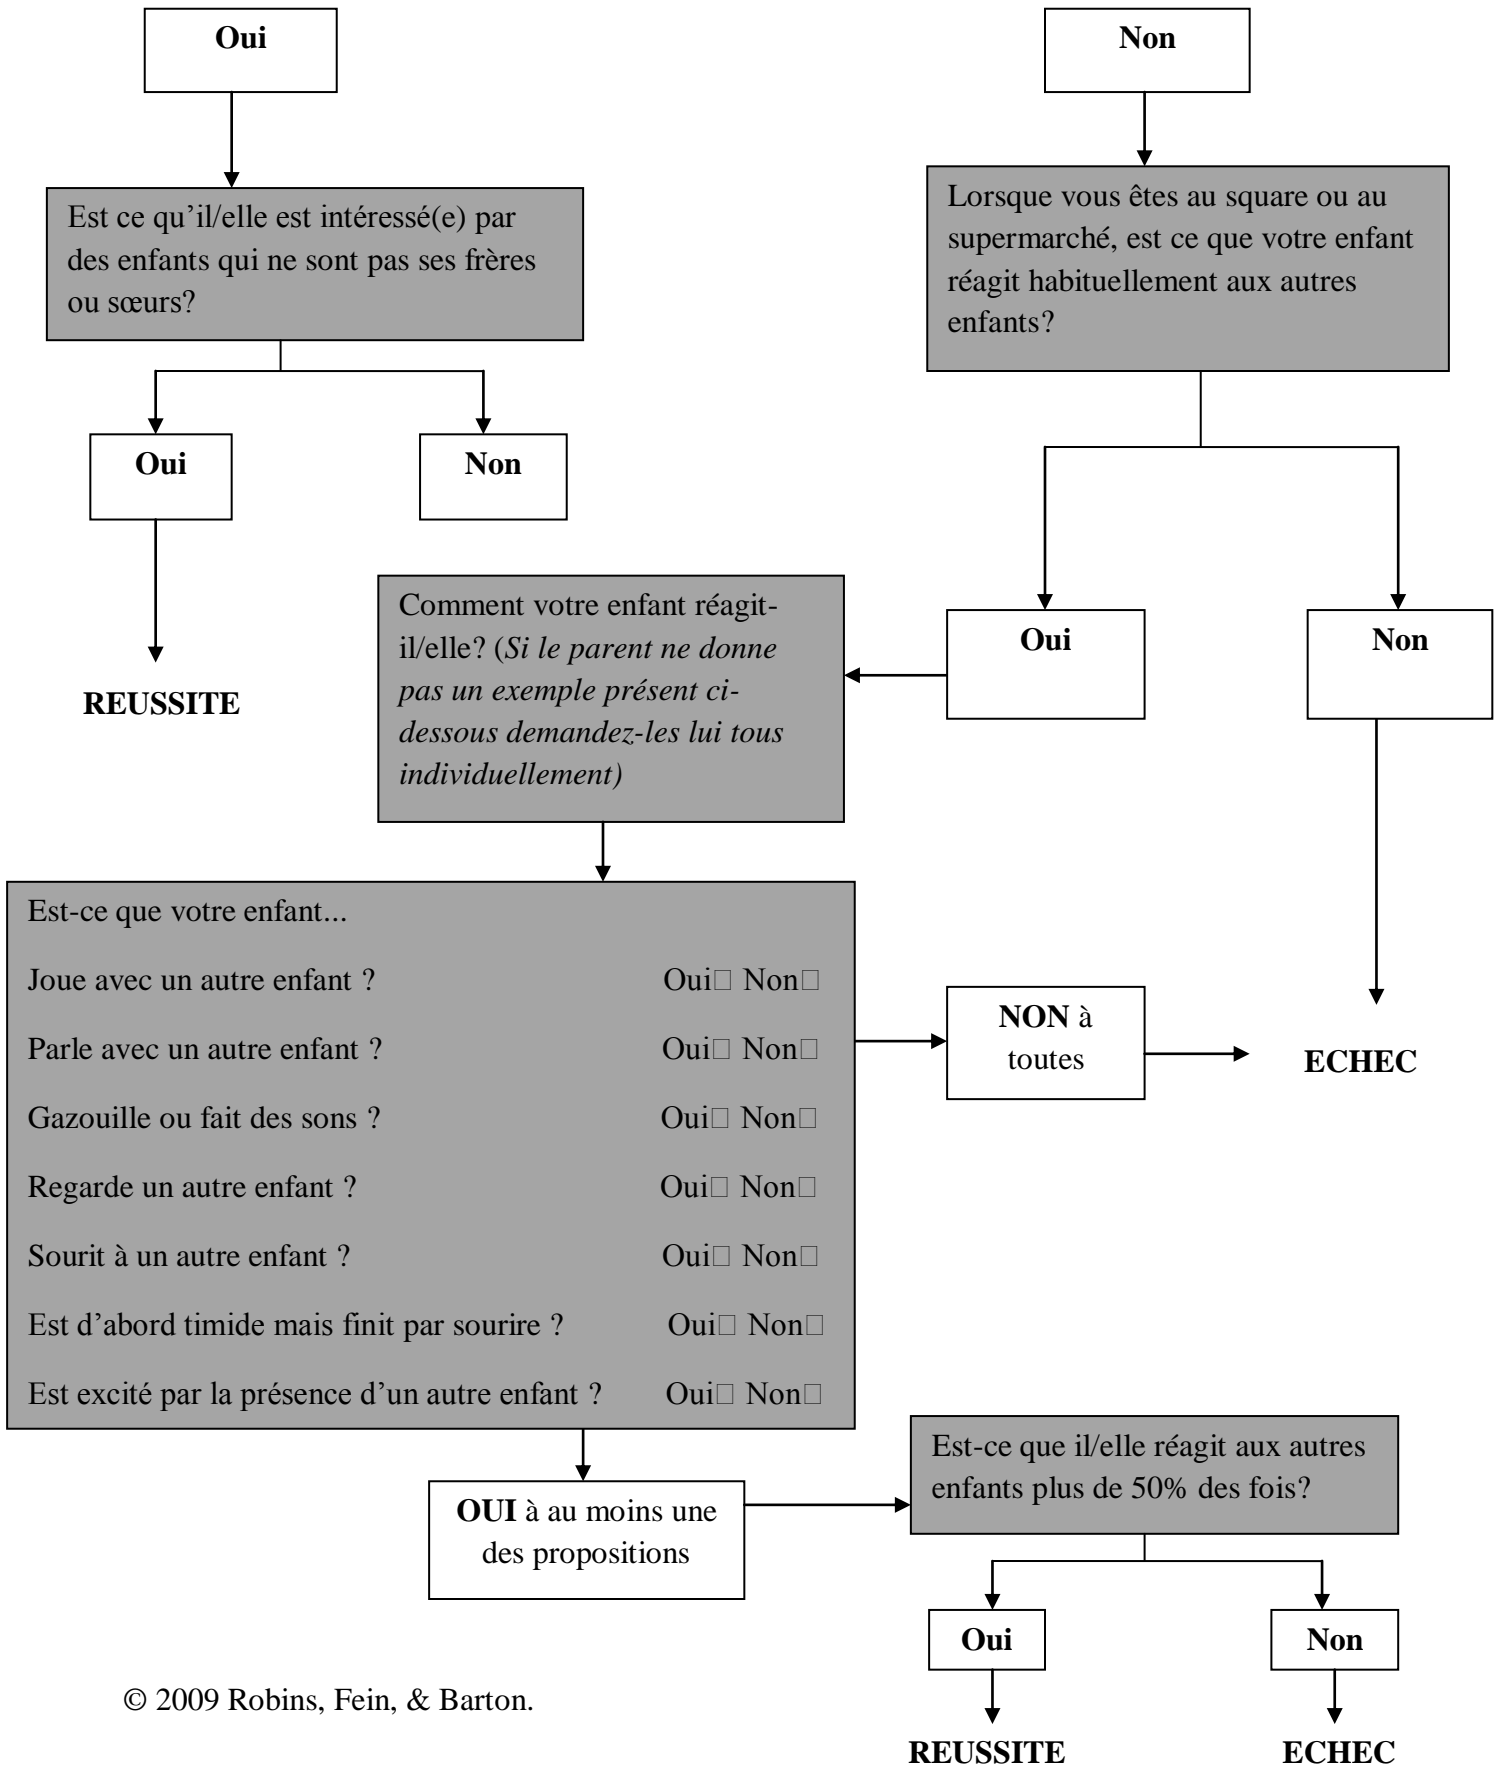 Oui
Non
Est ce qu'il/elle est intéressé(e) par
des enfants qui ne sont pas ses frères
ou sœurs?
Lorsque vous êtes au square ou au
supermarché, est ce que votre enfant
réagit habituellement aux autres
enfants?
Oui
Non
Comment votre enfant réagit-
il/elle? (Si le parent ne donne
pas un exemple présent ci-
dessous demandez-les lui tous
individuellement)
Oui
Non
REUSSITE
Est-ce que votre enfant...
Joue avec un autre enfant ? Oui□ Non□
Parle avec un autre enfant ? Oui□ Non□
Gazouille ou fait des sons ? Oui□ Non□
Regarde un autre enfant ? Oui□ Non□
Sourit à un autre enfant ? Oui□ Non□
Est d'abord timide mais finit par sourire ? Oui□ Non□
Est excité par la présence d'un autre enfant ? Oui□ Non□
NON à
toutes
ECHEC
OUI à au moins une
des propositions
Est-ce que il/elle réagit aux autres
enfants plus de 50% des fois?
Oui
Non
© 2009 Robins, Fein, & Barton.
REUSSITE
ECHEC